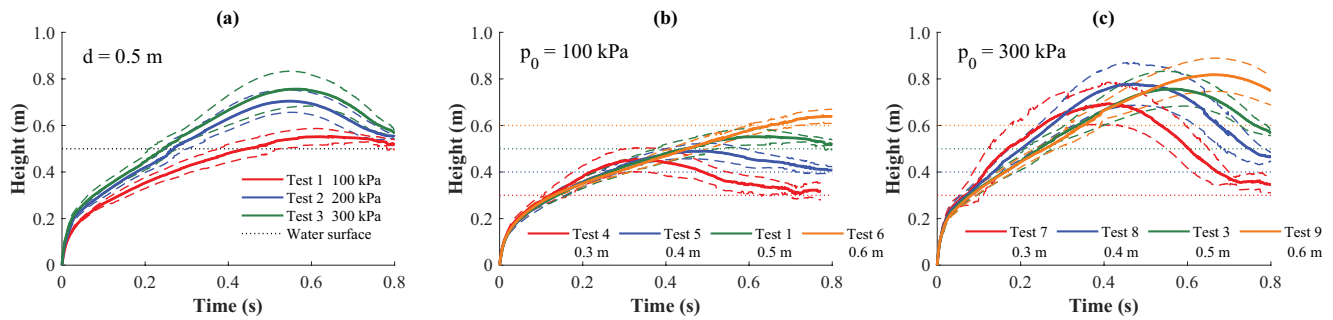 (a)
d = 0.5 m
Height (m)
1.0
0.8
0.6
0.4
0.2
0
Test 1 100 kPa
Test 2 200 kPa
Test 3 300 kPa
Water surface
0 0.2 0.4 0.6 0.8
Time (s)
(b)
p0 = 100 kPa
Height (m)
1.0
0.8
0.6
0.4
0.2
0
Test 4 Test 5 Test 1 Test 6
0.3 m 0.4 m 0.5 m 0.6 m
0 0.2 0.4 0.6 0.8
Time (s)
(c)
p0 = 300 kPa
Height (m)
1.0
0.8
0.6
0.4
0.2
0
Test 7 Test 8 Test 3 Test 9
0.3 m 0.4 m 0.5 m 0.6 m
0 0.2 0.4 0.6 0.8
Time (s)